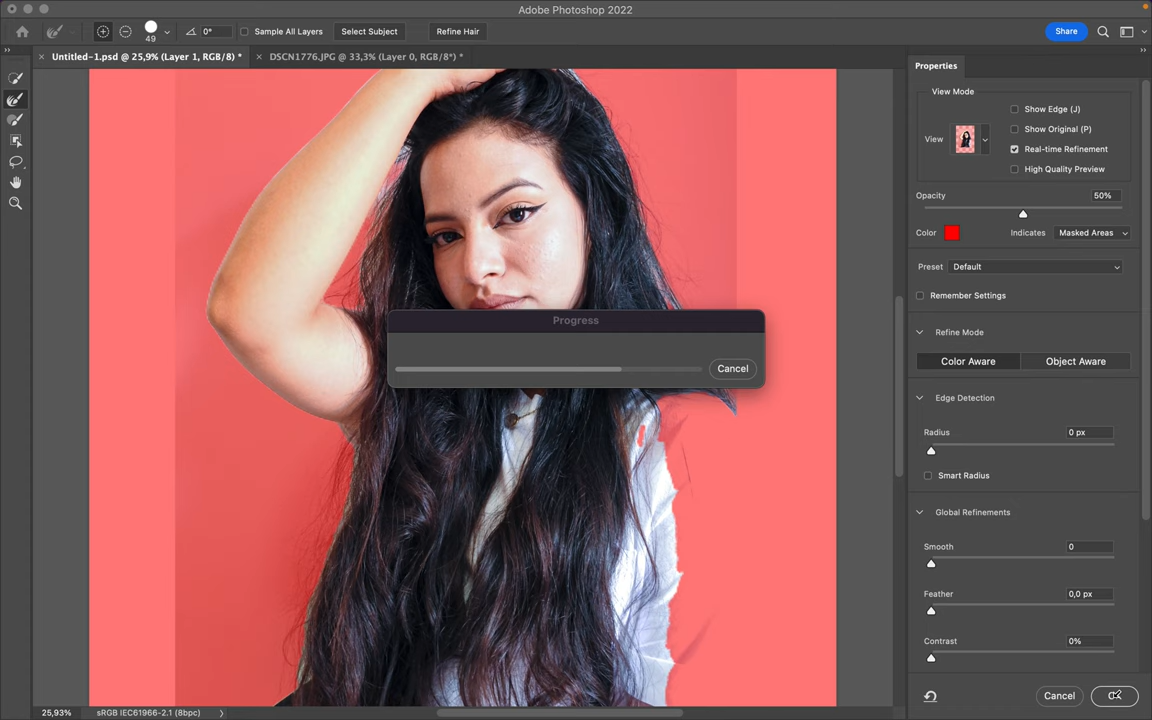 Adobe Photoshop 2022
49
0°
Sample All Layers
Select Subject
Refine Hair
Share
Untitled-1.psd @ 25,9% (Layer 1, RGB/8) *
DSCN1776.JPG @ 33,3% (Layer 0, RGB/8*) *
Properties
View Mode
Show Edge (J)
Show Original (P)
View
Real-time Refinement
High Quality Preview
Opacity
50%
Color
Indicates
Masked Areas
Preset
Default
Remember Settings
Refine Mode
Color Aware
Object Aware
Edge Detection
Radius
0 px
Smart Radius
Global Refinements
Smooth
0
Feather
0,0 px
Contrast
0%
Progress
Cancel
Cancel
25,93%
sRGB IEC61966-2.1 (8bpc)